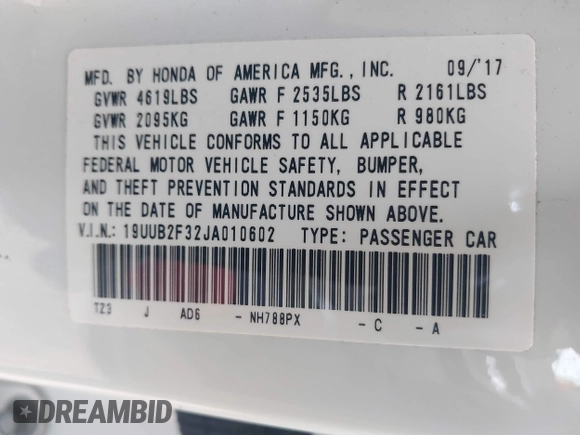 MFD. BY HONDA OF AMERICA MFG., INC. 09/'17
GVWR 4619LBS GAWR F 2535LBS R 2161LBS
GVWR 2095KG GAWR F 1150KG R 980KG
THIS VEHICLE CONFORMS TO ALL APPLICABLE
FEDERAL MOTOR VEHICLE SAFETY, BUMPER,
AND THEFT PREVENTION STANDARDS IN EFFECT
ON THE DATE OF MANUFACTURE SHOWN ABOVE.
V.I.N.: 19UUB2F32JA010602 TYPE: PASSENGER CAR
TZ3 J AD6 - NH788PX - C - A
DREAMBID